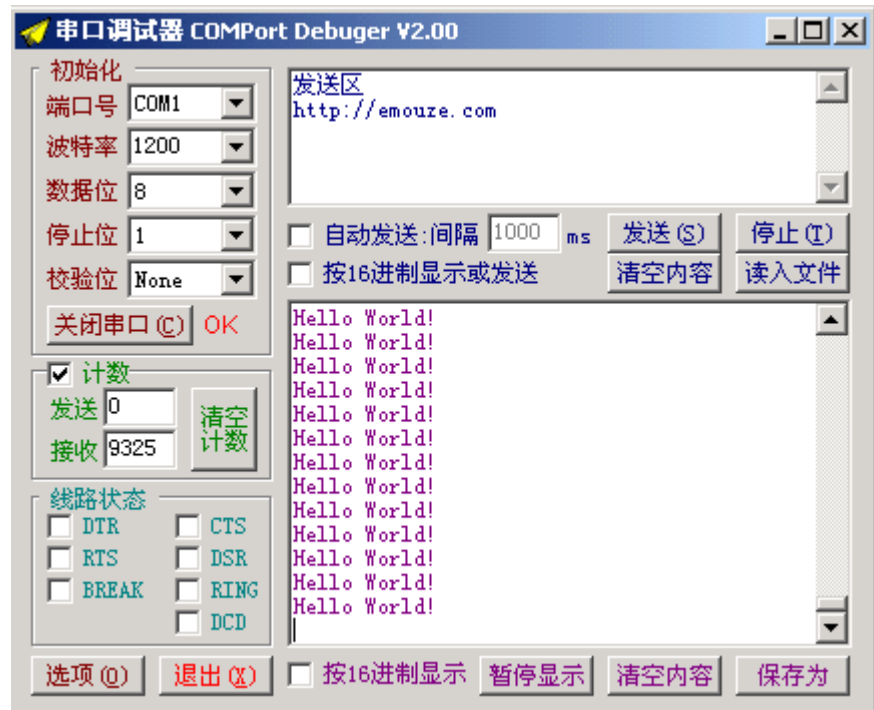 串口调试器 COMPort Debuger V2.00
初始化
端口号 COM1
波特率 1200
数据位 8
停止位 1
校验位 None
关闭串口(C) OK
计数
发送 0
接收 9325
清空
计数
线路状态
DTR CTS
RTS DSR
BREAK RING
DCD
选项(O) 退出(X)
发送区
http://emouze.com
自动发送:间隔 1000 ms 发送(S) 停止(T)
按16进制显示或发送 清空内容 读入文件
Hello World!
Hello World!
Hello World!
Hello World!
Hello World!
Hello World!
Hello World!
Hello World!
Hello World!
Hello World!
Hello World!
Hello World!
Hello World!
按16进制显示 暂停显示 清空内容 保存为